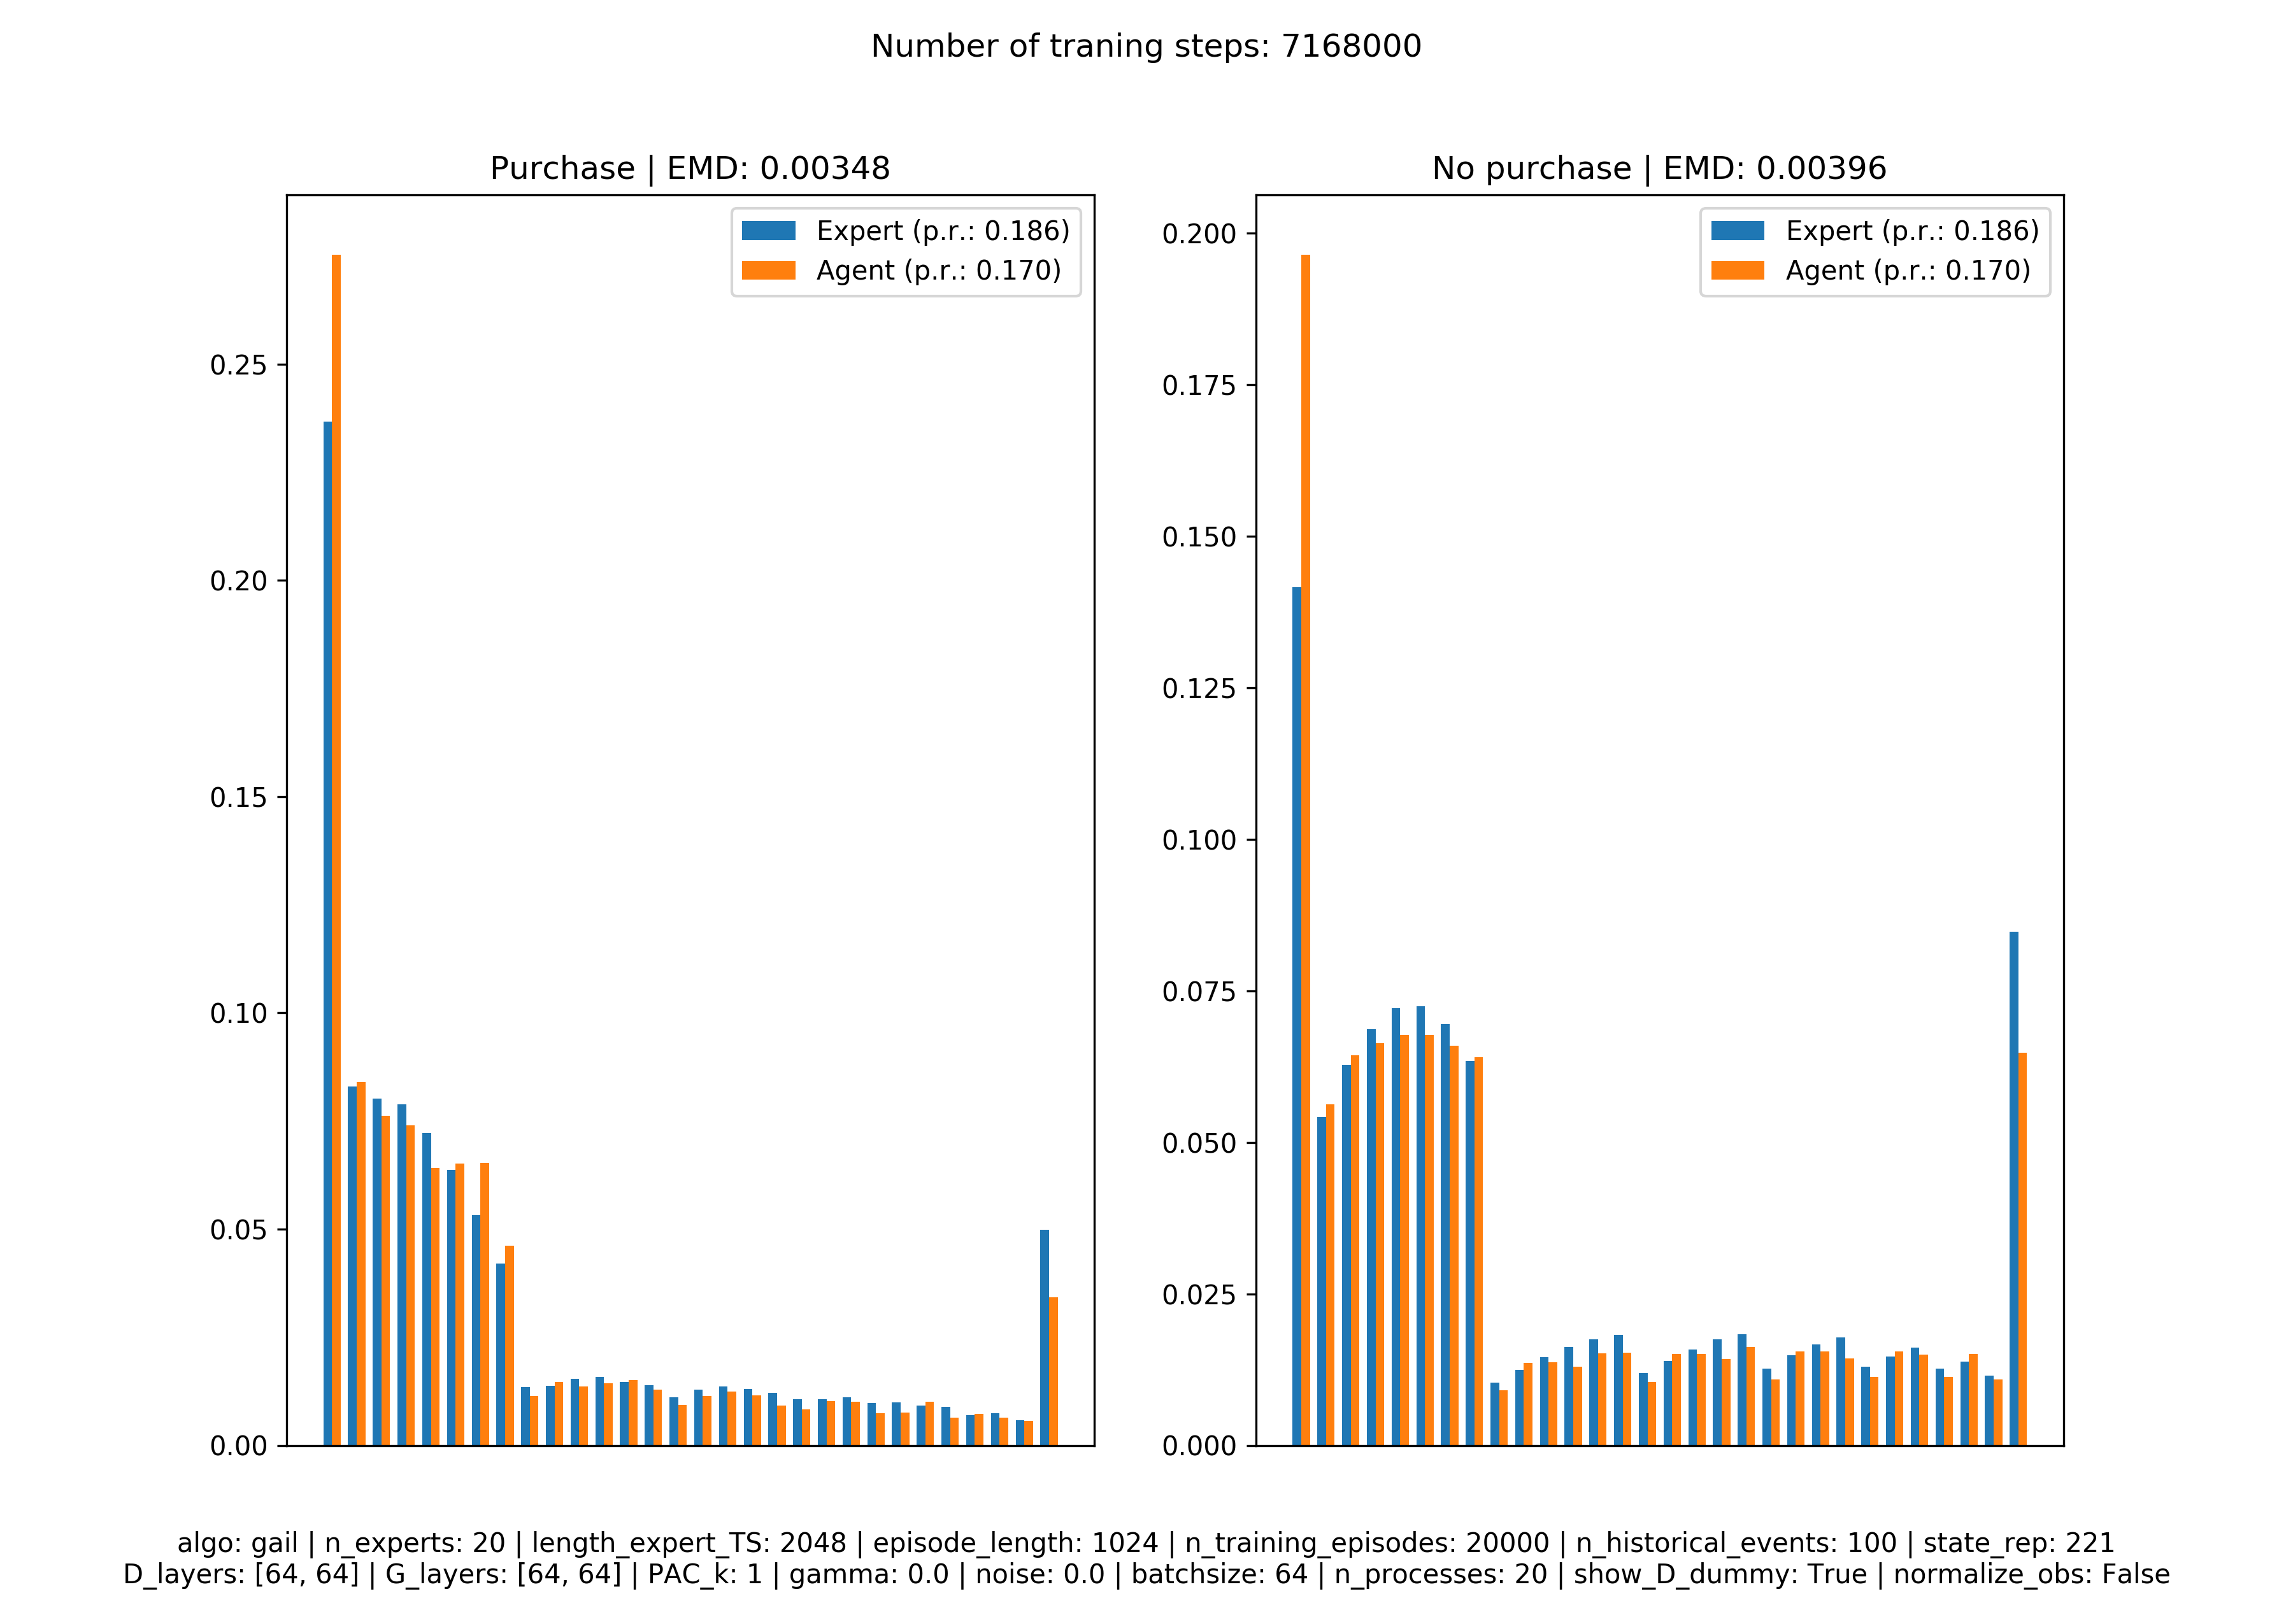 Number of traning steps: 7168000
Purchase | EMD: 0.00348
Expert (p.r.: 0.186)
Agent (p.r.: 0.170)
0.25
0.20
0.15
0.10
0.05
0.00
No purchase | EMD: 0.00396
Expert (p.r.: 0.186)
Agent (p.r.: 0.170)
0.200
0.175
0.150
0.125
0.100
0.075
0.050
0.025
0.000
algo: gail | n_experts: 20 | length_expert_TS: 2048 | episode_length: 1024 | n_training_episodes: 20000 | n_historical_events: 100 | state_rep: 221
D_layers: [64, 64] | G_layers: [64, 64] | PAC_k: 1 | gamma: 0.0 | noise: 0.0 | batchsize: 64 | n_processes: 20 | show_D_dummy: True | normalize_obs: False